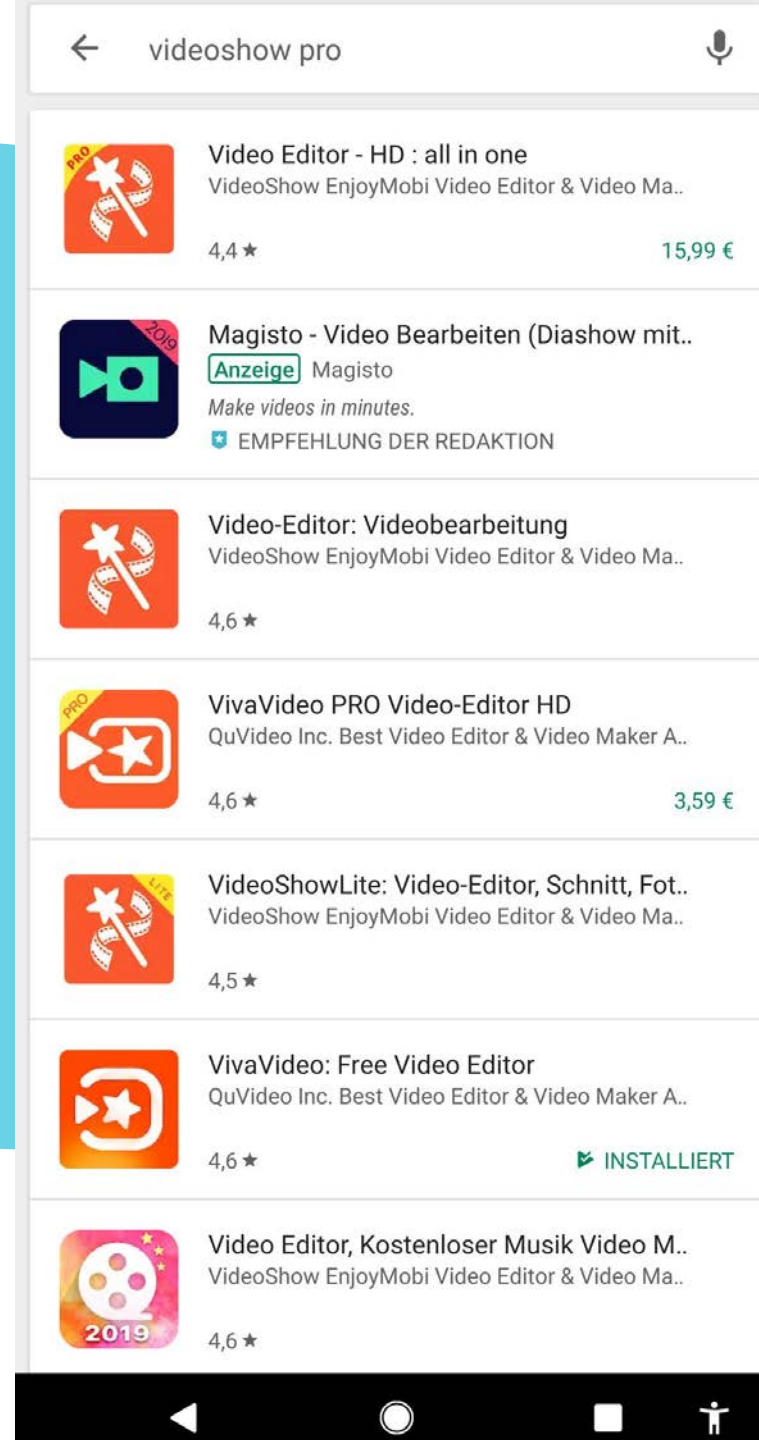 videoshow pro
PRO
Video Editor - HD : all in one
VideoShow EnjoyMobi Video Editor & Video Ma..
4,4 ★
15,99 €
2019
Magisto - Video Bearbeiten (Diashow mit..
Anzeige Magisto
Make videos in minutes.
EMPFEHLUNG DER REDAKTION
Video-Editor: Videobearbeitung
VideoShow EnjoyMobi Video Editor & Video Ma..
4,6 ★
PRO
VivaVideo PRO Video-Editor HD
QuVideo Inc. Best Video Editor & Video Maker A..
4,6 ★
3,59 €
LITE
VideoShowLite: Video-Editor, Schnitt, Fot..
VideoShow EnjoyMobi Video Editor & Video Ma..
4,5 ★
VivaVideo: Free Video Editor
QuVideo Inc. Best Video Editor & Video Maker A..
4,6 ★
INSTALLIERT
Video Editor, Kostenloser Musik Video M..
VideoShow EnjoyMobi Video Editor & Video Ma..
2019
4,6 ★